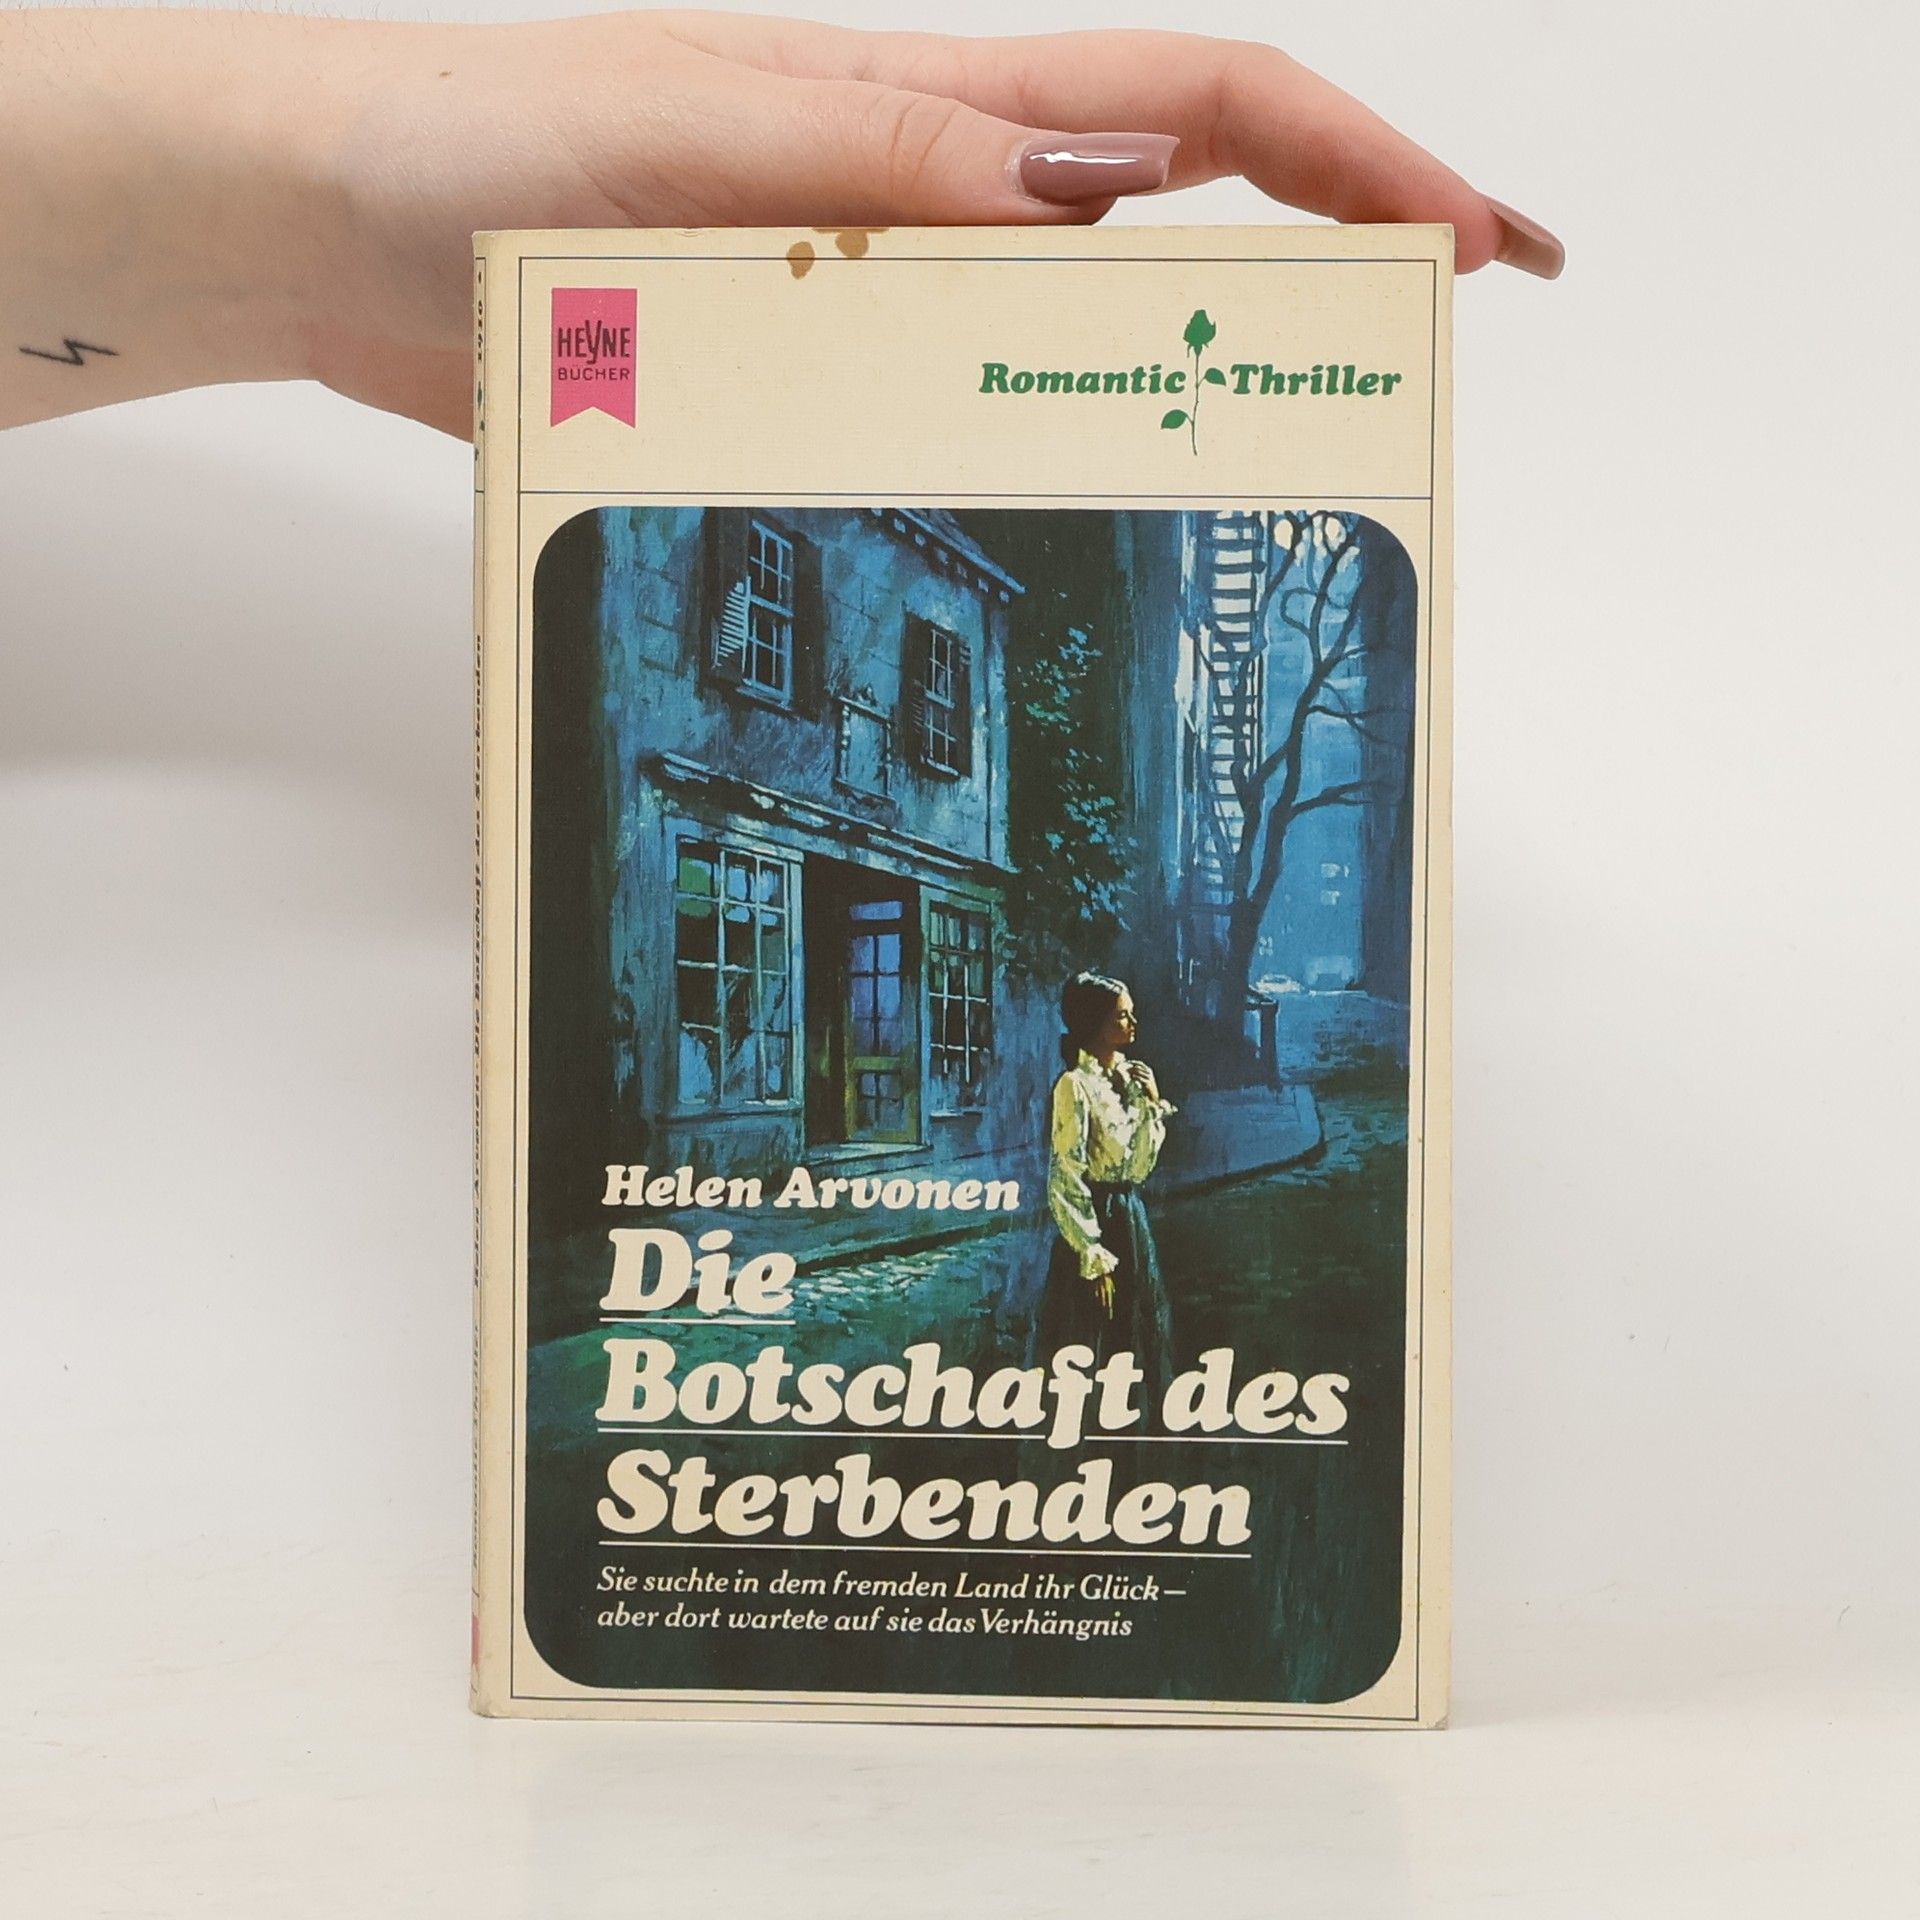 HEYNE
BÜCHER
Romantic Thriller
Helen Arvonen
Die
Botschaft des
Sterbenden
Sie suchte in dem fremden Land ihr Glück –
aber dort wartete auf sie das Verhängnis